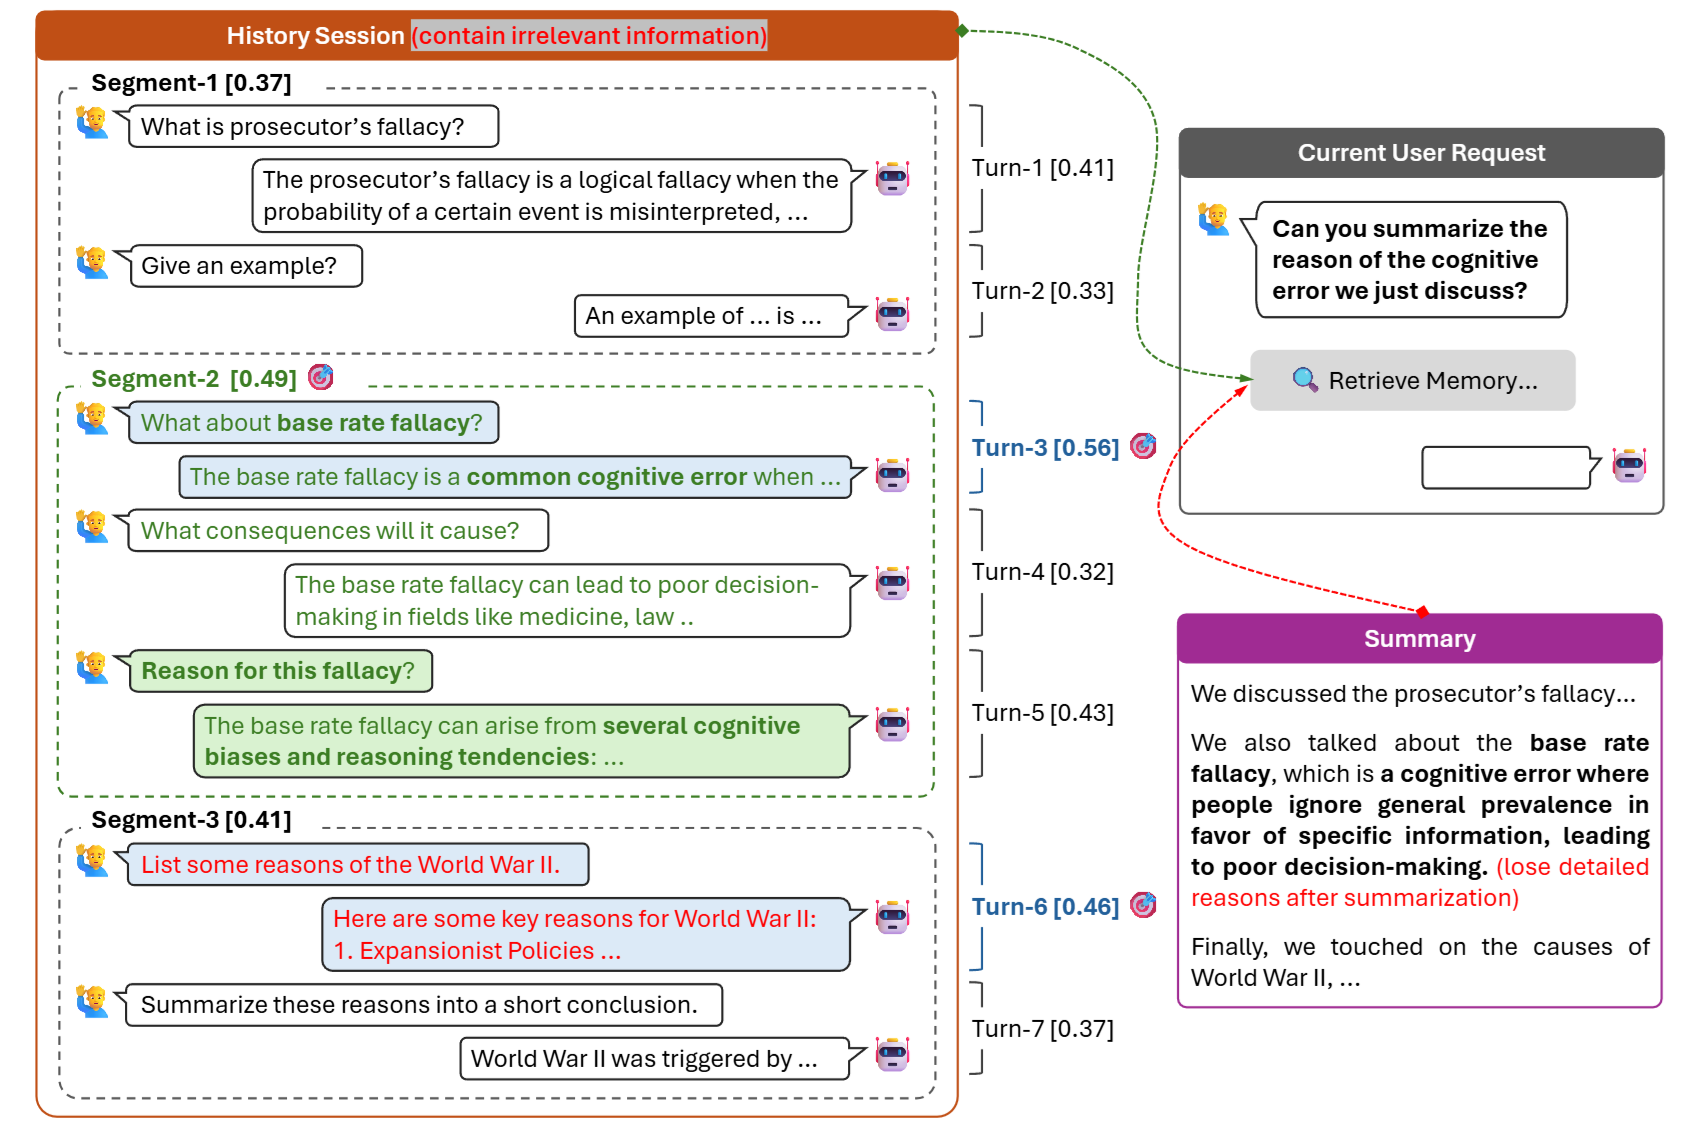 History Session (contain irrelevant information)
Segment-1 [0.37]
What is prosecutor’s fallacy?
The prosecutor’s fallacy is a logical fallacy when the
probability of a certain event is misinterpreted, ...
Turn-1 [0.41]
Give an example?
An example of ... is ...
Turn-2 [0.33]
Segment-2 [0.49]
What about base rate fallacy?
The base rate fallacy is a common cognitive error when ...
Turn-3 [0.56]
What consequences will it cause?
The base rate fallacy can lead to poor decision-
making in fields like medicine, law ..
Turn-4 [0.32]
Reason for this fallacy?
The base rate fallacy can arise from several cognitive
biases and reasoning tendencies: ...
Turn-5 [0.43]
Segment-3 [0.41]
List some reasons of the World War II.
Here are some key reasons for World War II:
1. Expansionist Policies ...
Turn-6 [0.46]
Summarize these reasons into a short conclusion.
World War II was triggered by ...
Turn-7 [0.37]
Current User Request
Can you summarize the
reason of the cognitive
error we just discuss?
Retrieve Memory...
Summary
We discussed the prosecutor’s fallacy...
We also talked about the base rate
fallacy, which is a cognitive error where
people ignore general prevalence in
favor of specific information, leading
to poor decision-making. (lose detailed
reasons after summarization)
Finally, we touched on the causes of
World War II, ...